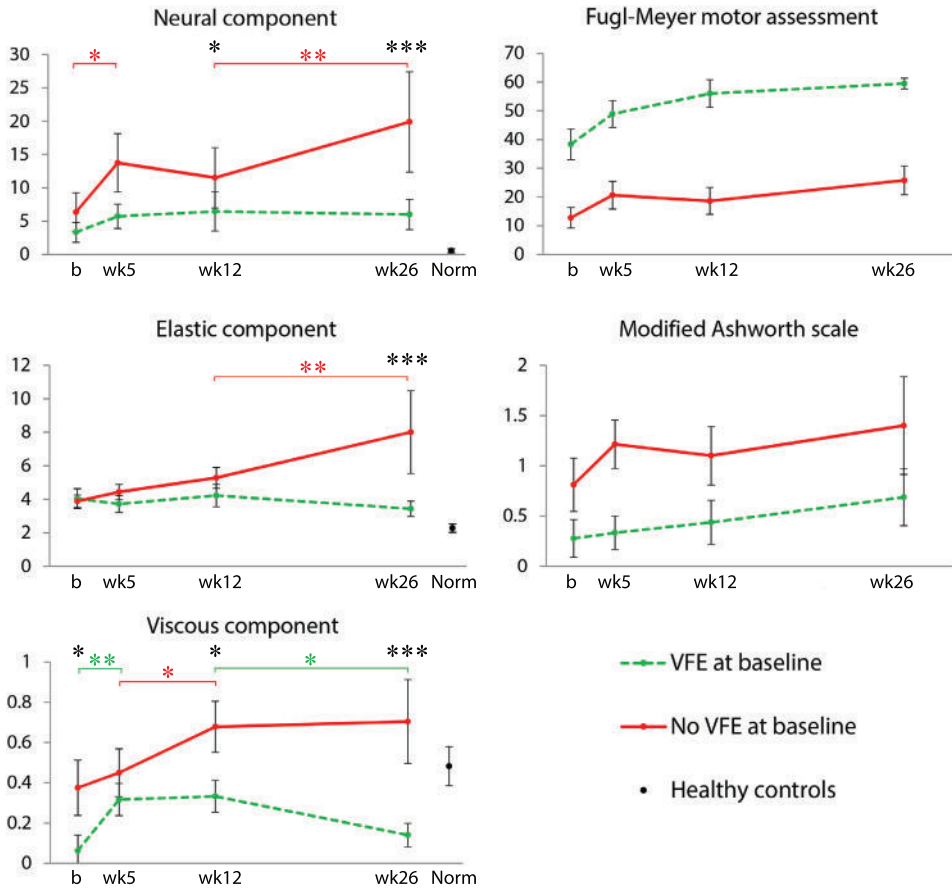 Neural component
* * ** ***
30
25
20
15
10
5
0
b wk5 wk12 wk26 Norm
Fugl-Meyer motor assessment
70
60
50
40
30
20
10
0
b wk5 wk12 wk26
Elastic component
** ***
12
10
8
6
4
2
0
b wk5 wk12 wk26 Norm
Modified Ashworth scale
2
1.5
1
0.5
0
b wk5 wk12 wk26
Viscous component
* ** * * * ***
1
0.8
0.6
0.4
0.2
0
b wk5 wk12 wk26 Norm
VFE at baseline
No VFE at baseline
Healthy controls